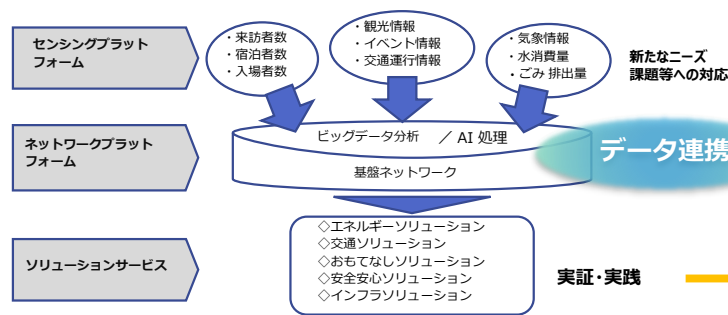 センシングプラット
フォーム
・来訪者数
・宿泊者数
・入場者数
・観光情報
・イベント情報
・交通運行情報
・気象情報
・水消費量
・ごみ 排出量
新たなニーズ
課題等への対応
ネットワークプラット
フォーム
ビッグデータ分析 ／ AI 処理
基盤ネットワーク
データ連携
ソリューションサービス
◇エネルギーソリューション
◇交通ソリューション
◇おもてなしソリューション
◇安全安心ソリューション
◇インフラソリューション
実証・実践